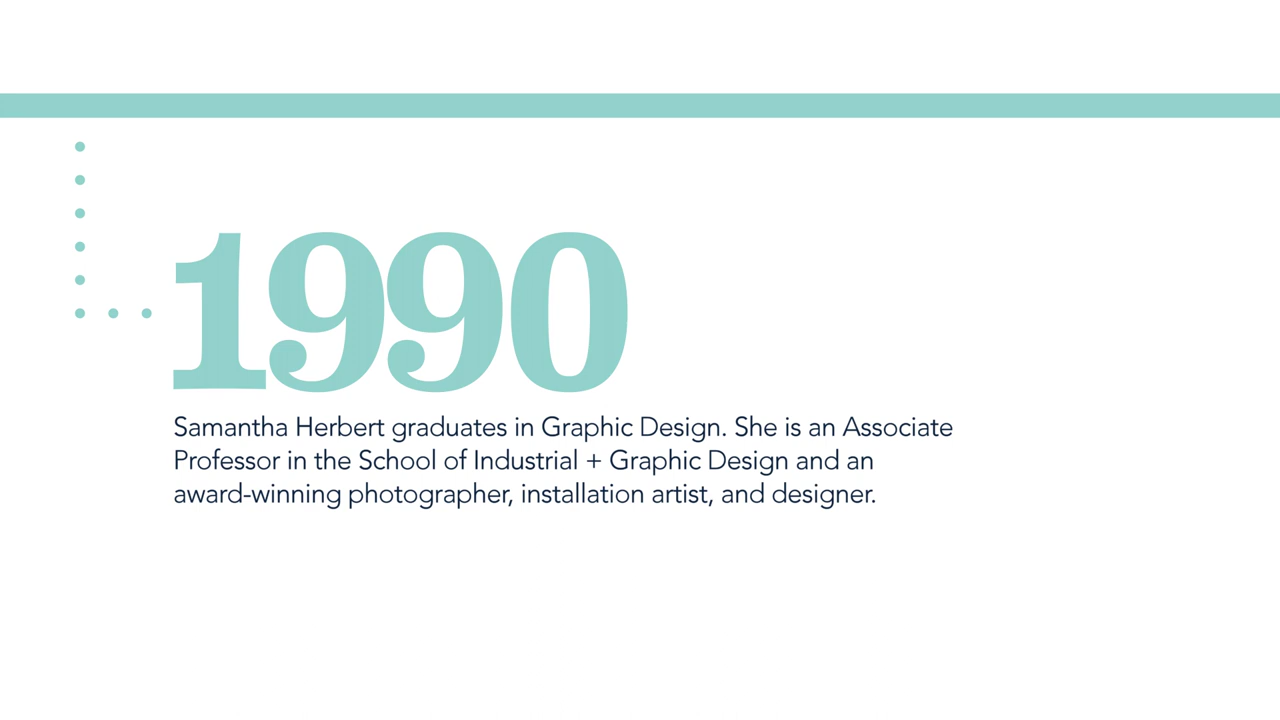 1990
Samantha Herbert graduates in Graphic Design. She is an Associate
Professor in the School of Industrial + Graphic Design and an
award-winning photographer, installation artist, and designer.